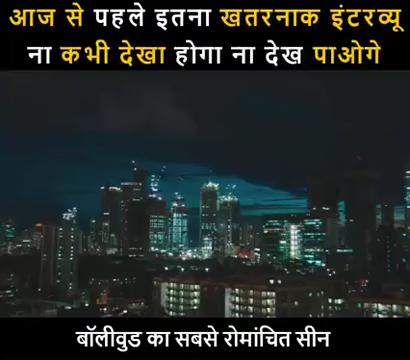 आज से पहले इतना खतरनाक इंटरव्यू
ना कभी देखा होगा ना देख पाओगे
बॉलीवुड का सबसे रोमांचित सीन